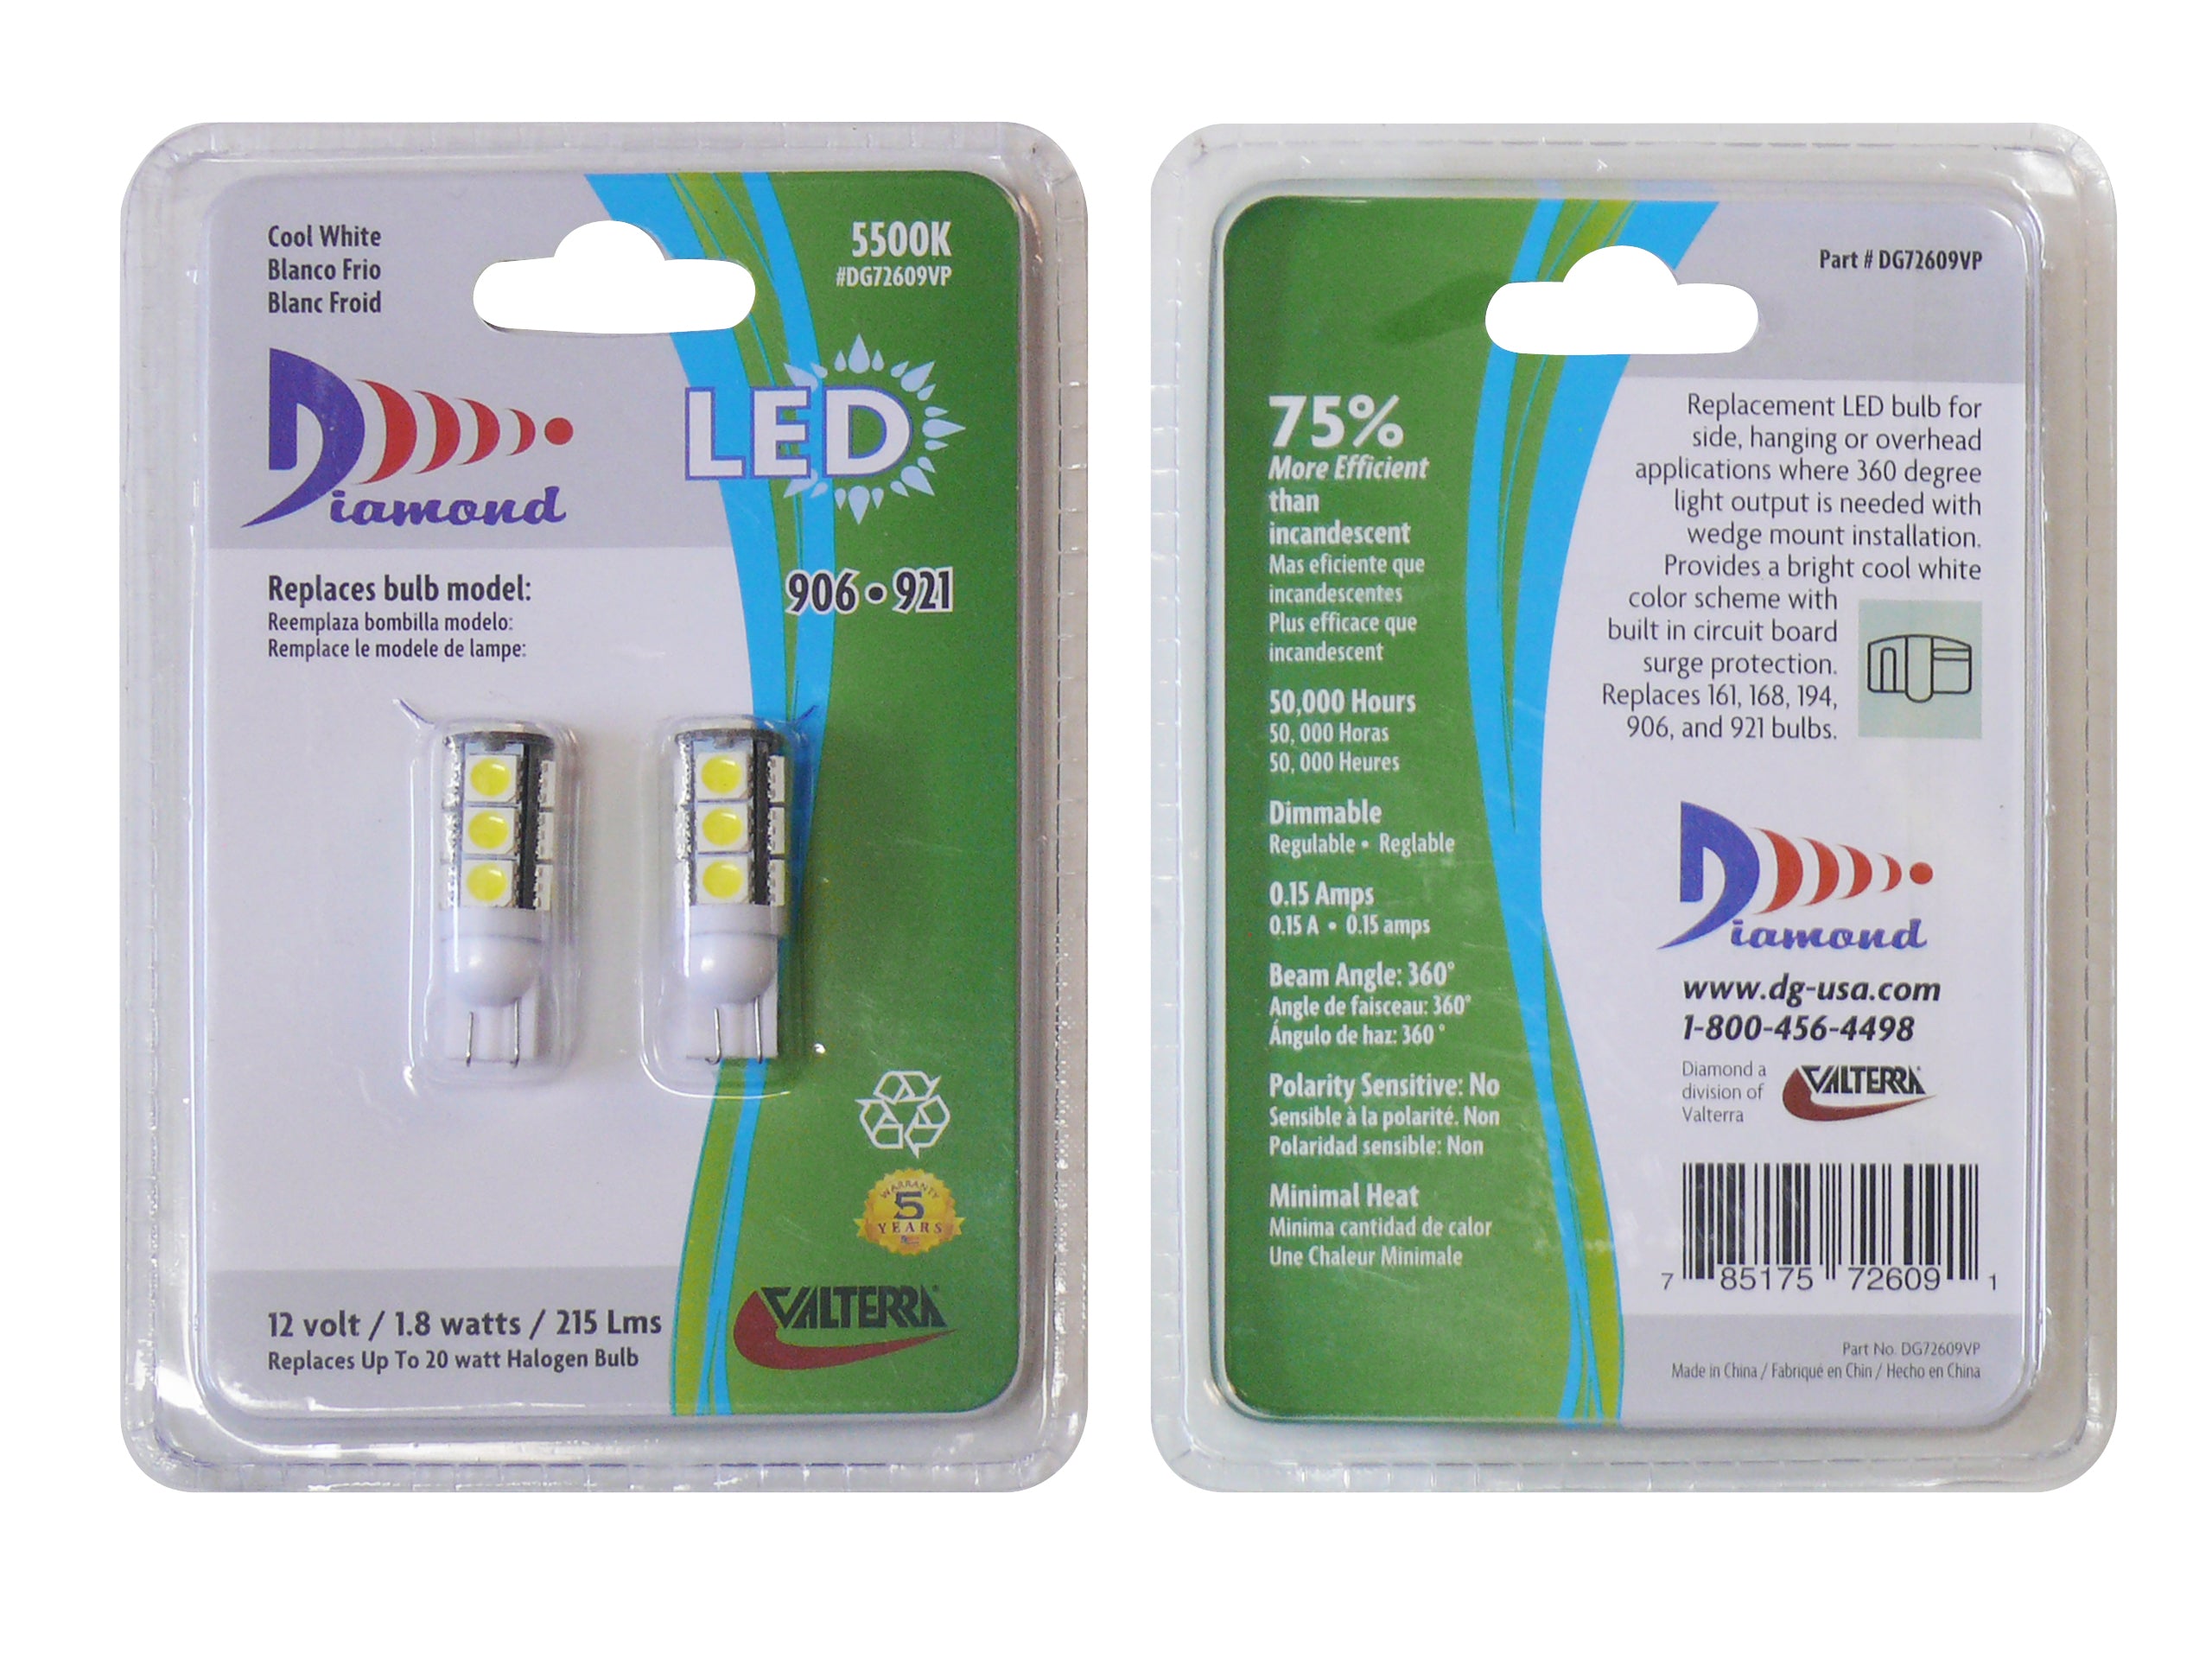 Cool White
Blanco Frio
Blanc Froid
5500K
#DG72609VP
Diamond
LED
Replaces bulb model:
Reemplaza bombilla modelo:
Remplace le modele de lampe:
906 • 921
WARRANTY
5
YEARS
12 volt / 1.8 watts / 215 Lms
Replaces Up To 20 watt Halogen Bulb
VALTERRA
Part # DG72609VP
75%
More Efficient
than
incandescent
Mas eficiente que
incandescentes
Plus efficace que
incandescent
50,000 Hours
50, 000 Horas
50, 000 Heures
Dimmable
Regulable • Reglable
0.15 Amps
0.15 A • 0.15 amps
Beam Angle: 360°
Angle de faisceau: 360°
Ángulo de haz: 360 °
Polarity Sensitive: No
Sensible à la polarité. Non
Polaridad sensible: Non
Minimal Heat
Minima cantidad de calor
Une Chaleur Minimale
Replacement LED bulb for
side, hanging or overhead
applications where 360 degree
light output is needed with
wedge mount installation.
Provides a bright cool white
color scheme with
built in circuit board
surge protection.
Replaces 161, 168, 194,
906, and 921 bulbs.
Diamond
www.dg-usa.com
1-800-456-4498
Diamond a
division of
Valterra
VALTERRA
7 85175 72609 1
Part No. DG72609VP
Made in China / Fabriqué en Chin / Hecho en China